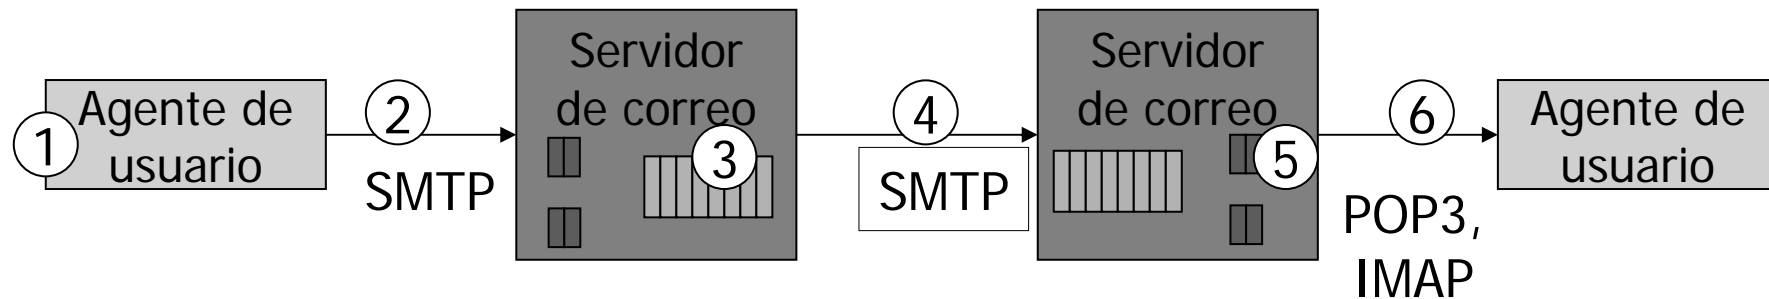 1
Agente de
usuario
2
SMTP
Servidor
de correo
3
4
SMTP
Servidor
de correo
5
6
POP3,
IMAP
Agente de
usuario